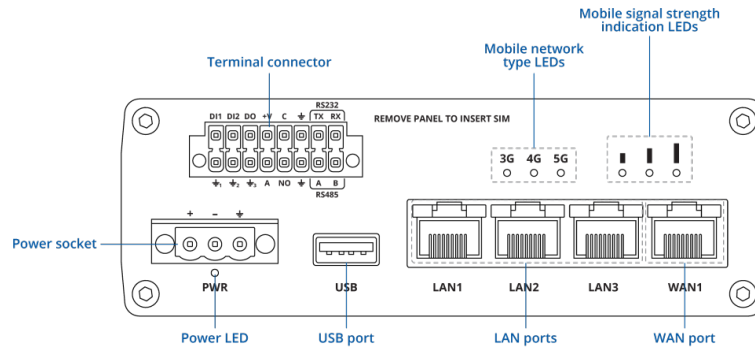 Mobile signal strength
indication LEDs
Mobile network
type LEDs
Terminal connector
RS232
DI1 DI2 DO +V C ⏚ TX RX
REMOVE PANEL TO INSERT SIM
3G 4G 5G
⏚1 ⏚2 ⏚3 A NO ⏚ A B
RS485
+ – ⏚
Power socket
PWR
USB
LAN1
LAN2
LAN3
WAN1
Power LED
USB port
LAN ports
WAN port